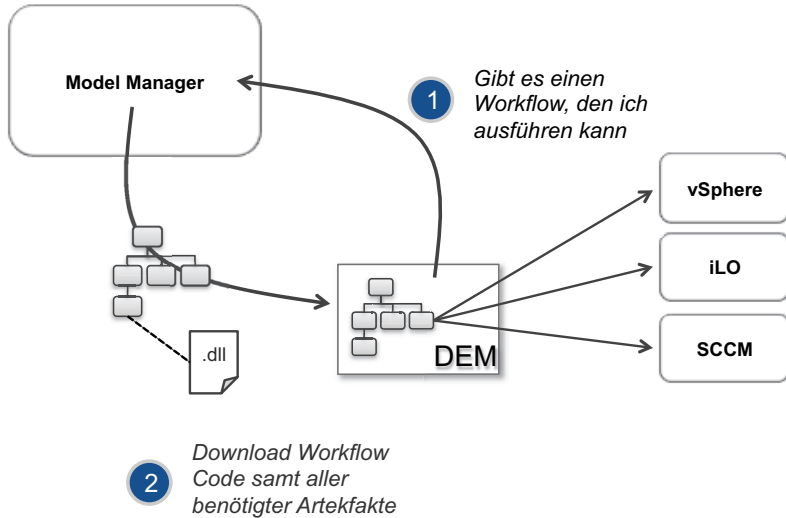 Model Manager
1
Gibt es einen
Workflow, den ich
ausführen kann
vSphere
iLO
SCCM
.dll
DEM
2
Download Workflow
Code samt aller
benötigter Artekfakte